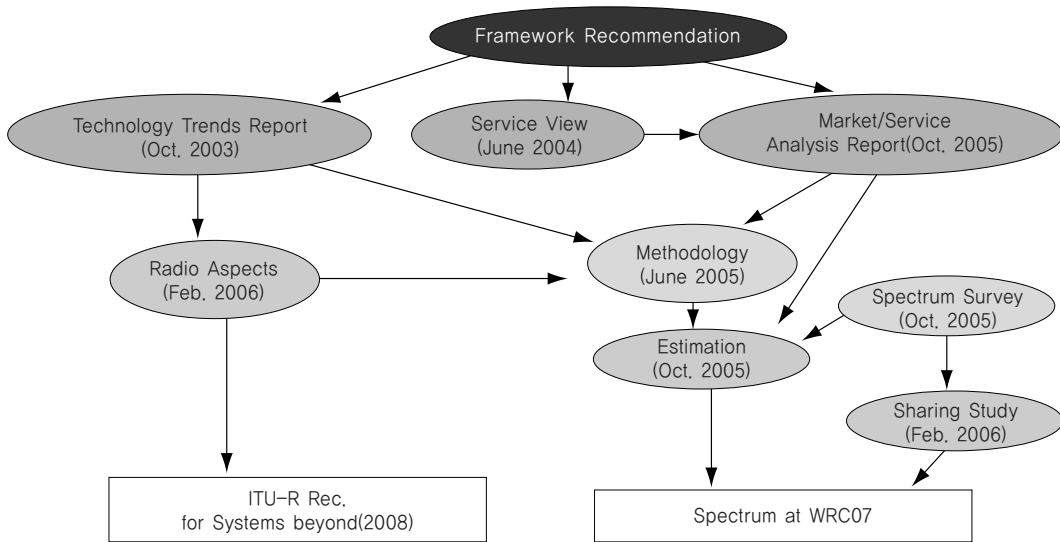 Framework Recommendation
Technology Trends Report
(Oct. 2003)
Service View
(June 2004)
Market/Service
Analysis Report(Oct. 2005)
Radio Aspects
(Feb. 2006)
Methodology
(June 2005)
Spectrum Survey
(Oct. 2005)
Estimation
(Oct. 2005)
Sharing Study
(Feb. 2006)
ITU-R Rec.
for Systems beyond(2008)
Spectrum at WRC07